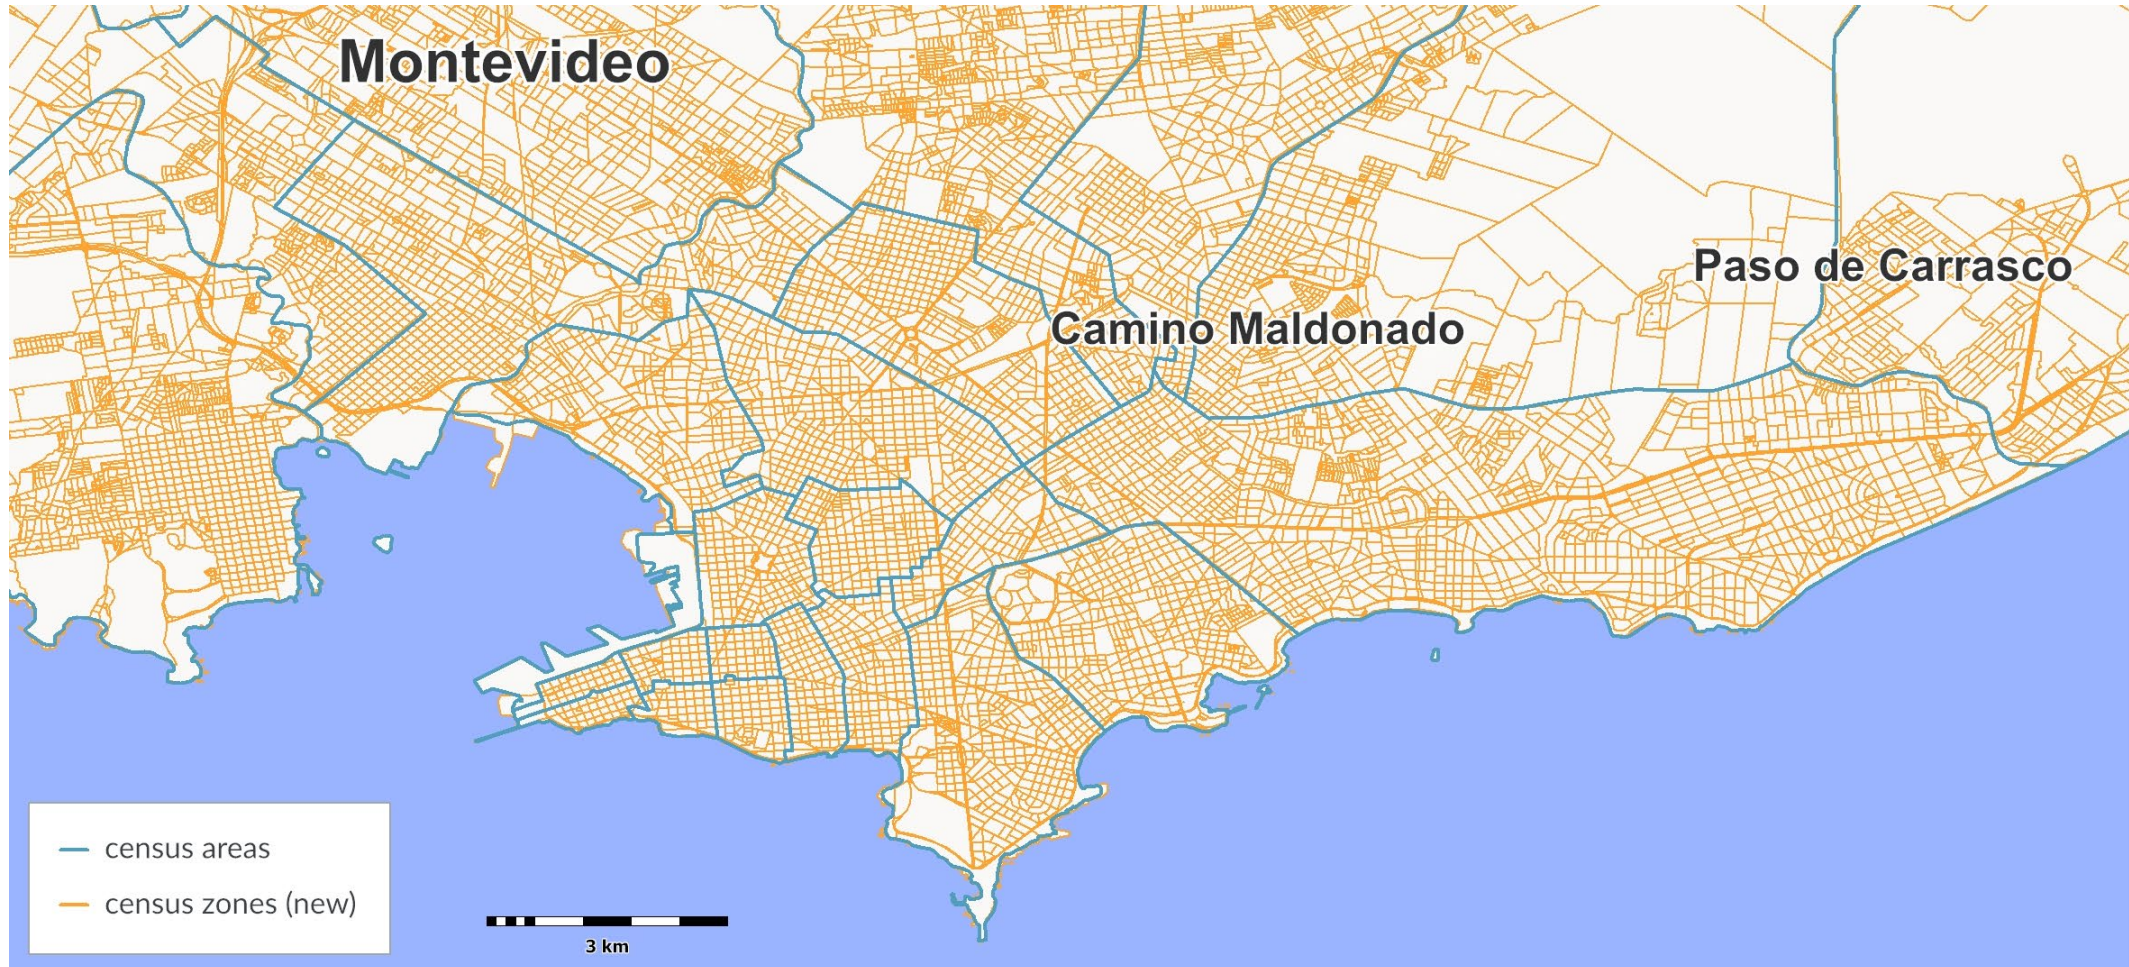 Montevideo
Paso de Carrasco
Camino Maldonado
census areas
census zones (new)
3 km